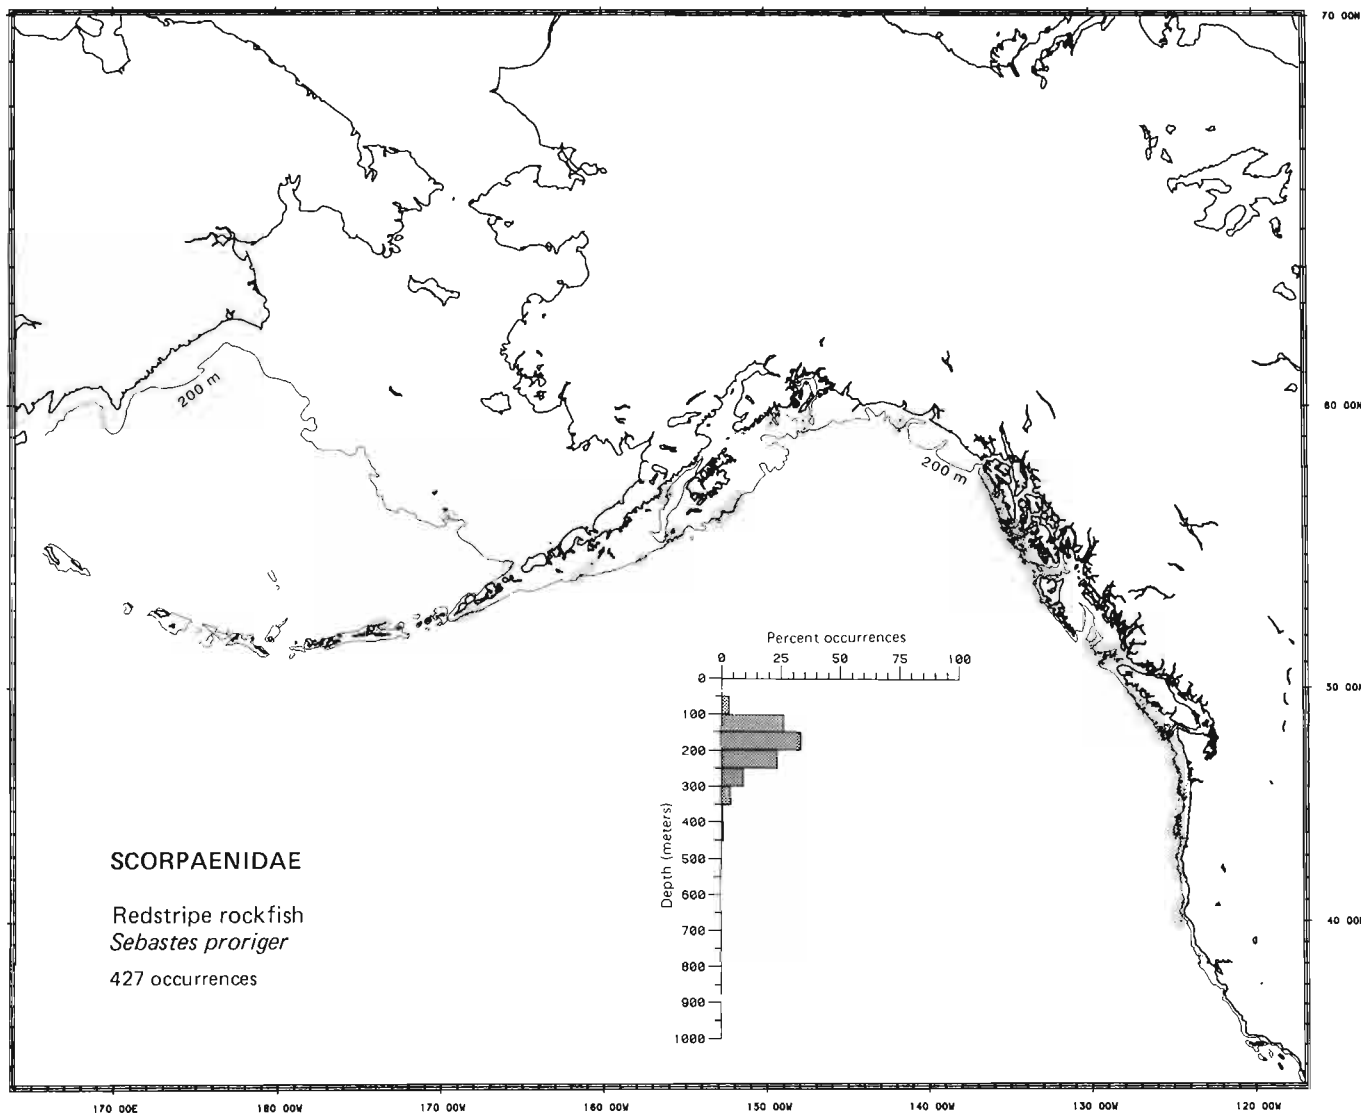 70 00N
200 m
60 00N
200 m
Percent occurrences
0 25 50 75 100
0
50 00N
100
200
300
400
500
600
700
800
900
1000
Depth (meters)
SCORPAENIDAE
Redstripe rockfish
Sebastes proriger
427 occurrences
40 00N
170 00E 180 00W 170 00W 160 00W 150 00W 140 00W 130 00W 120 00W